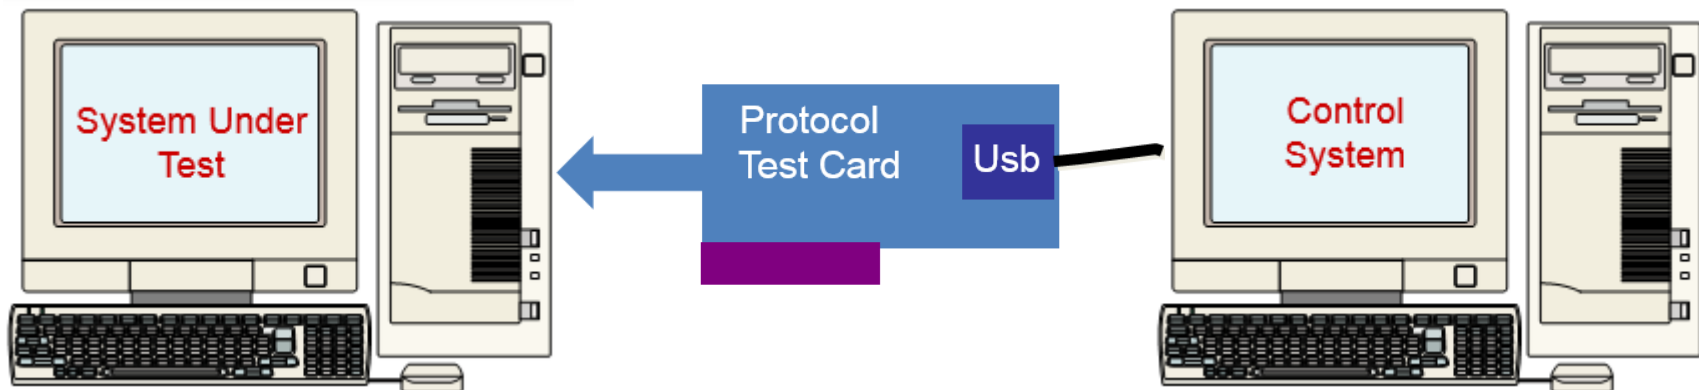 System Under
Test
Protocol
Test Card
Usb
Control
System